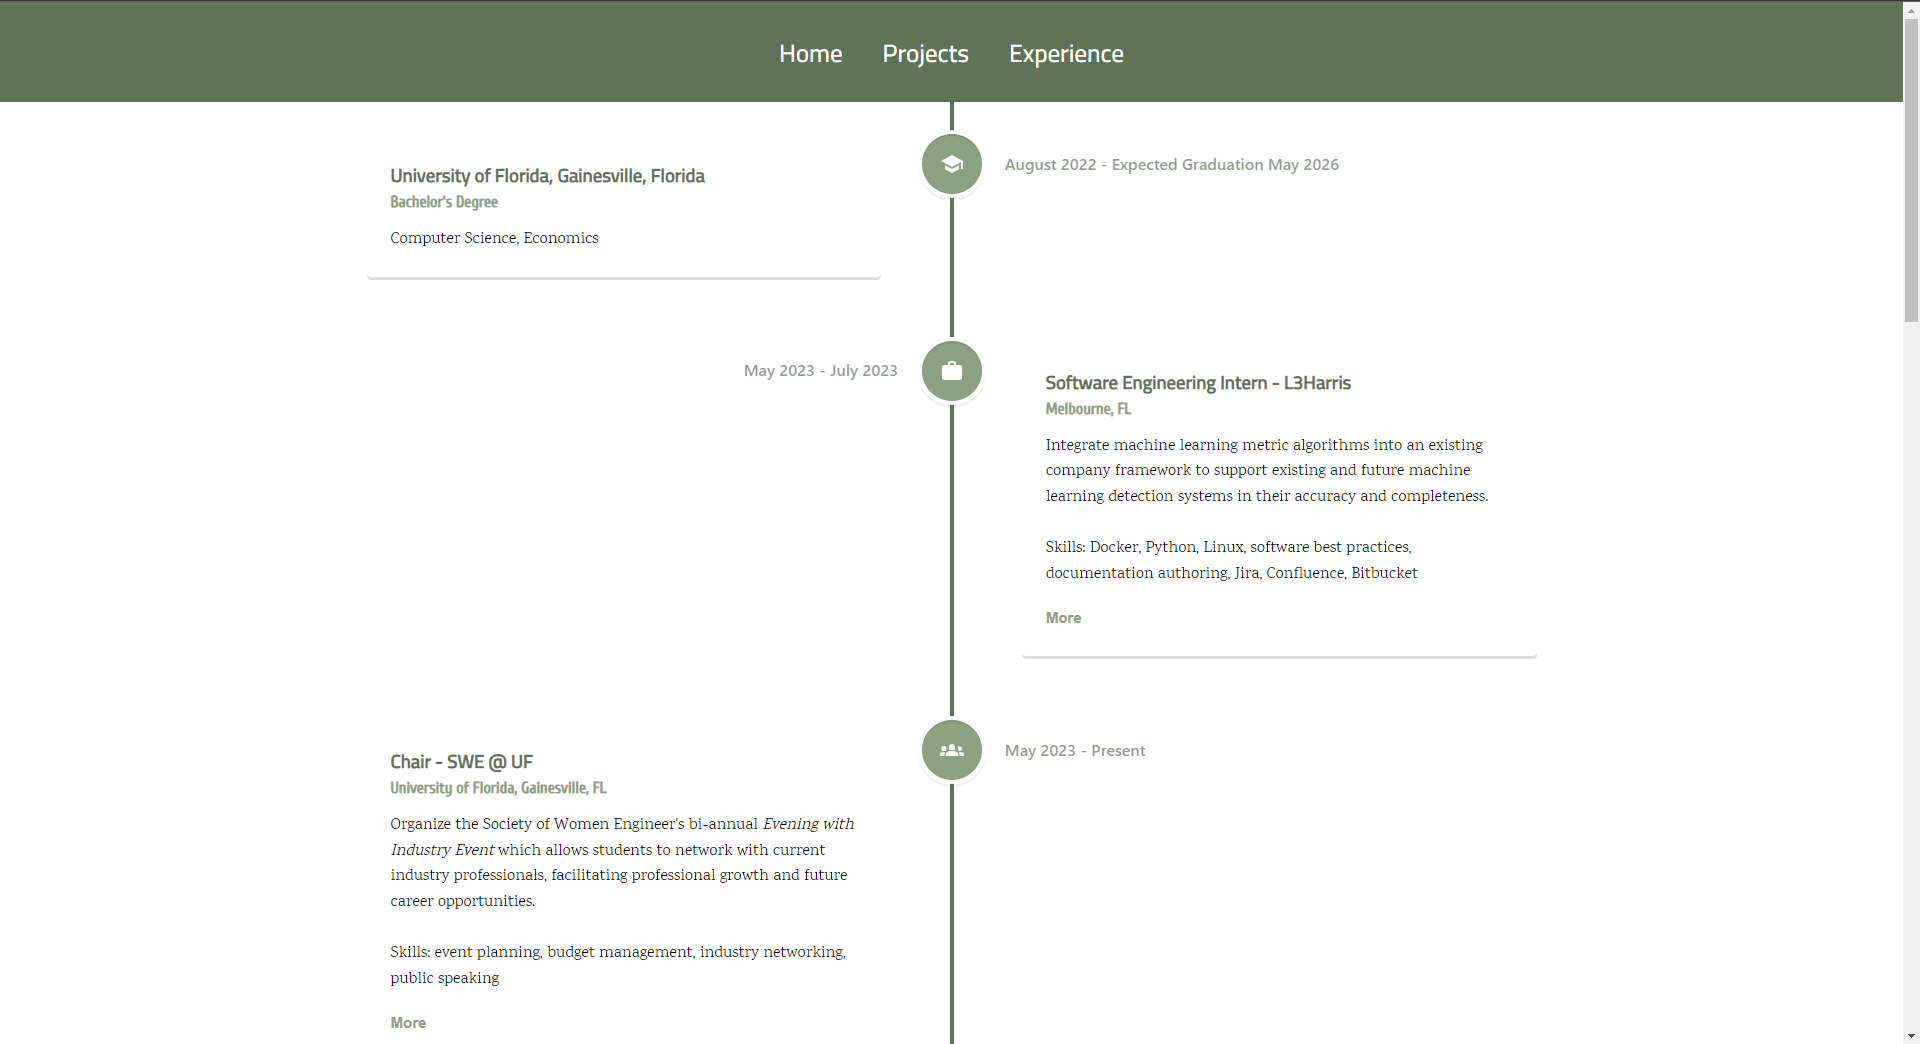 Home Projects Experience
University of Florida, Gainesville, Florida
Bachelor's Degree
Computer Science, Economics
August 2022 - Expected Graduation May 2026
May 2023 - July 2023
Software Engineering Intern - L3Harris
Melbourne, FL
Integrate machine learning metric algorithms into an existing
company framework to support existing and future machine
learning detection systems in their accuracy and completeness.
Skills: Docker, Python, Linux, software best practices,
documentation authoring, Jira, Confluence, Bitbucket
More
Chair - SWE @ UF
University of Florida, Gainesville, FL
Organize the Society of Women Engineer's bi-annual Evening with
Industry Event which allows students to network with current
industry professionals, facilitating professional growth and future
career opportunities.
Skills: event planning, budget management, industry networking,
public speaking
More
May 2023 - Present